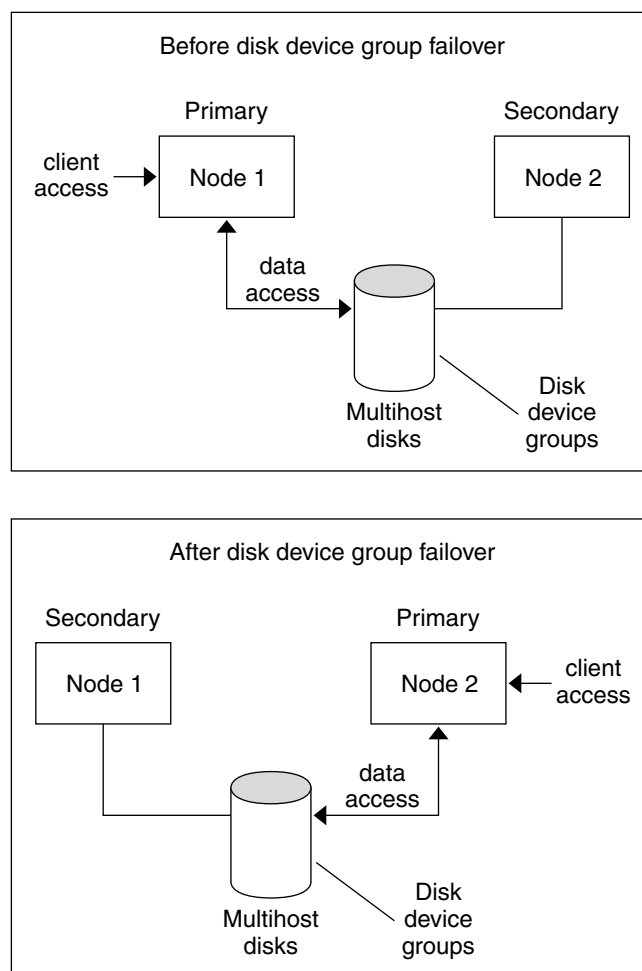 Before disk device group failover
Primary
Secondary
client
access
Node 1
Node 2
data
access
Multihost
disks
Disk
device
groups
After disk device group failover
Secondary
Primary
Node 1
Node 2
client
access
data
access
Multihost
disks
Disk
device
groups